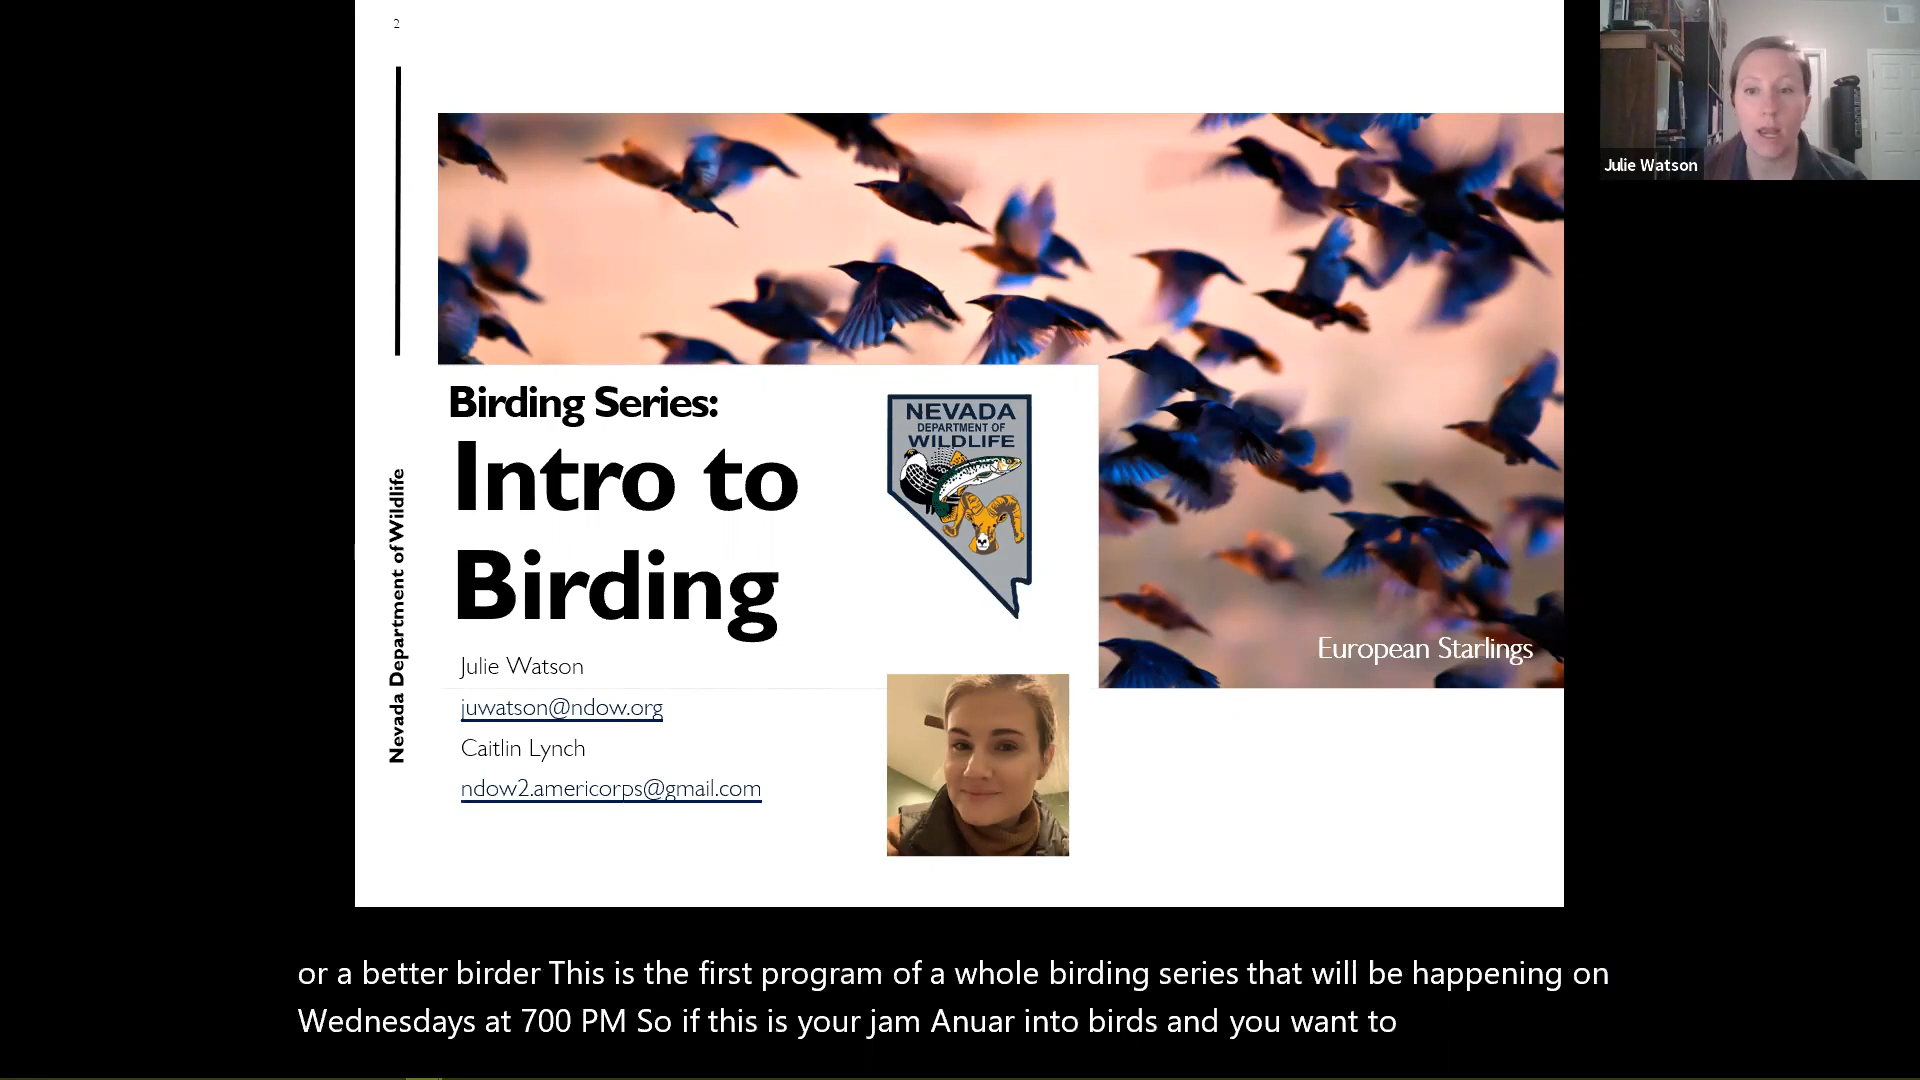 2
Julie Watson
Birding Series:
Intro to
Birding
NEVADA
DEPARTMENT OF
WILDLIFE
Nevada Department of Wildlife
European Starlings
Julie Watson
juwatson@ndow.org
Caitlin Lynch
ndow2.americorps@gmail.com
or a better birder This is the first program of a whole birding series that will be happening on
Wednesdays at 700 PM So if this is your jam Anuar into birds and you want to